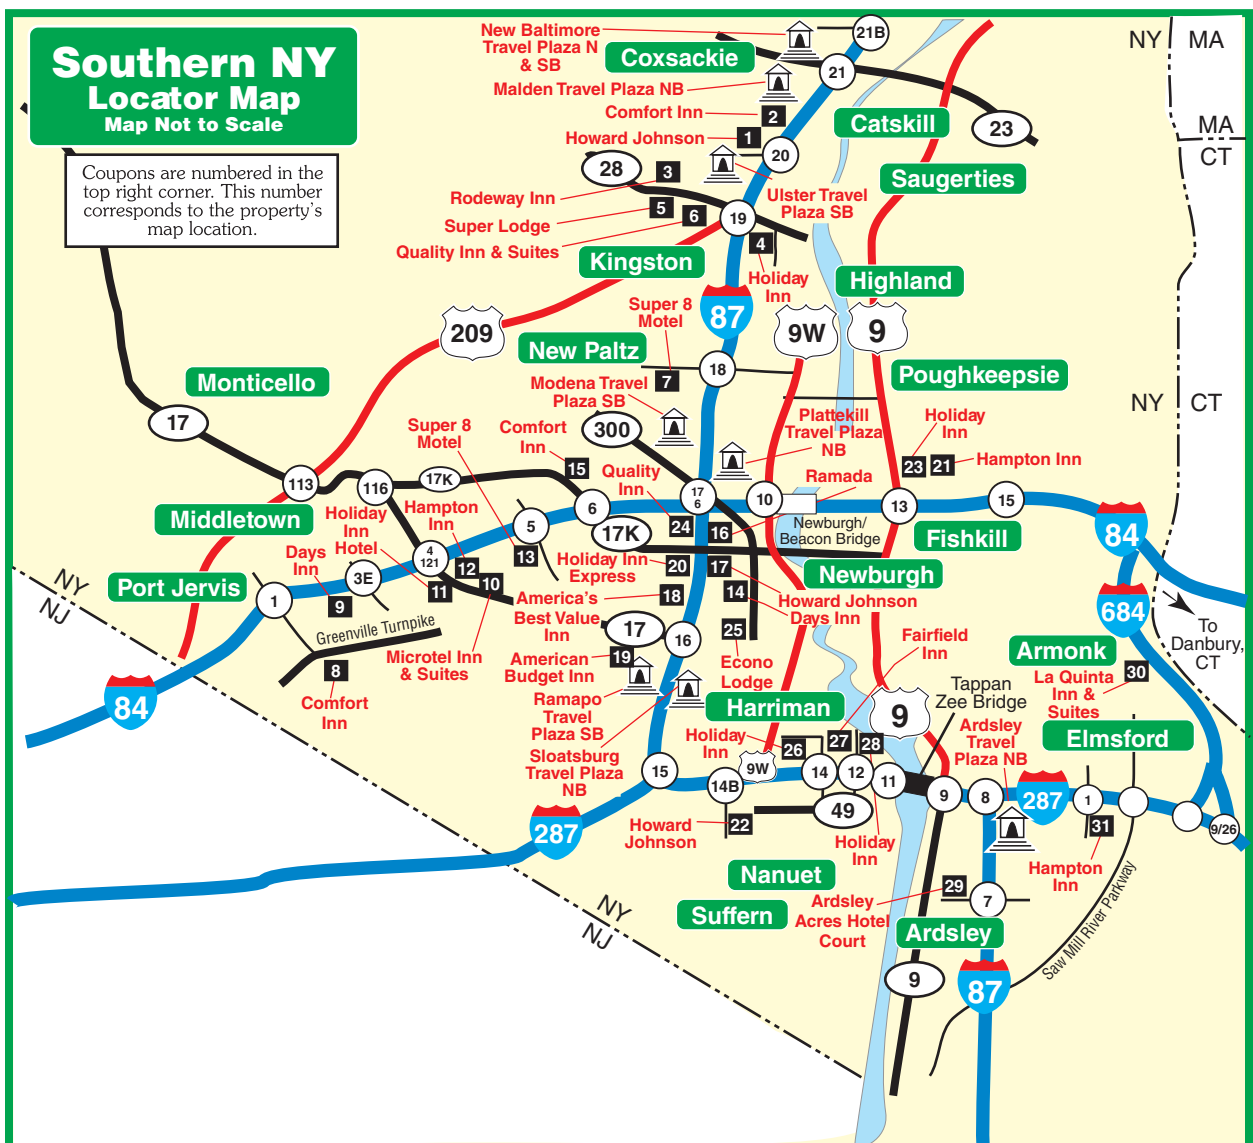 Southern NY
Locator Map
Map Not to Scale
Coupons are numbered in the
top right corner. This number
corresponds to the property's
map location.
New Baltimore
Travel Plaza N
& SB
Coxsackie
21B
21
NY
MA
MA
CT
Malden Travel Plaza NB
Comfort Inn
2
Howard Johnson
1
20
Catskill
23
28
3
Rodeway Inn
Saugerties
Ulster Travel
Plaza SB
5
Super Lodge
6
19
Quality Inn & Suites
4
Kingston
Holiday
Inn
Highland
209
87
9W
9
Super 8
Motel
New Paltz
18
7
Monticello
Poughkeepsie
NY
CT
Modena Travel
Plaza SB
17
300
Plattekill
Travel Plaza
NB
Holiday
Inn
23
21
Hampton Inn
Super 8
Motel
Comfort
Inn
15
Quality
Inn
Ramada
113
116
17K
17
6
10
13
15
6
Middletown
Holiday
Inn
Hotel
Hampton
Inn
5
24
16
17K
Newburgh/
Beacon Bridge
Fishkill
84
Days
Inn
4
121
12
13
Holiday Inn
Express
20
17
Newburgh
NY
NJ
Port Jervis
1
3E
9
11
10
America's
Best Value
Inn
18
14
Howard Johnson
Days Inn
684
To
Danbury,
CT
Greenville Turnpike
17
16
25
Fairfield
Inn
8
Comfort
Inn
Microtel Inn
& Suites
American
Budget Inn
19
Econo
Lodge
Armonk
La Quinta
Inn &
Suites
30
84
Ramapo
Travel
Plaza SB
Harriman
9
Tappan
Zee Bridge
Ardsley
Travel
Plaza NB
Elmsford
Sloatsburg
Travel Plaza
NB
Holiday
Inn
26
27
28
15
14B
9W
14
12
11
9
8
287
1
9/26
287
Howard
Johnson
22
49
Holiday
Inn
31
Hampton
Inn
Nanuet
Suffern
29
Ardsley
Acres Hotel
Court
7
Ardsley
NY
NJ
Saw Mill River Parkway
9
87